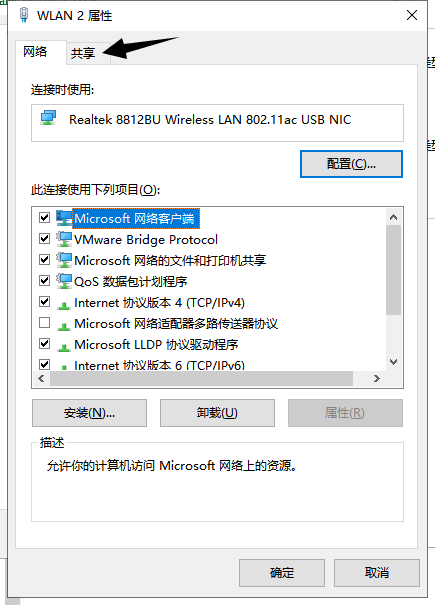 WLAN 2 属性
网络
共享
连接时使用:
Realtek 8812BU Wireless LAN 802.11ac USB NIC
配置(C)...
此连接使用下列项目(O):
Microsoft 网络客户端
VMware Bridge Protocol
Microsoft 网络的文件和打印机共享
QoS 数据包计划程序
Internet 协议版本 4 (TCP/IPv4)
Microsoft 网络适配器多路传送器协议
Microsoft LLDP 协议驱动程序
Internet 协议版本 6 (TCP/IPv6)
安装(N)...
卸载(U)
属性(R)
描述
允许你的计算机访问 Microsoft 网络上的资源。
确定
取消